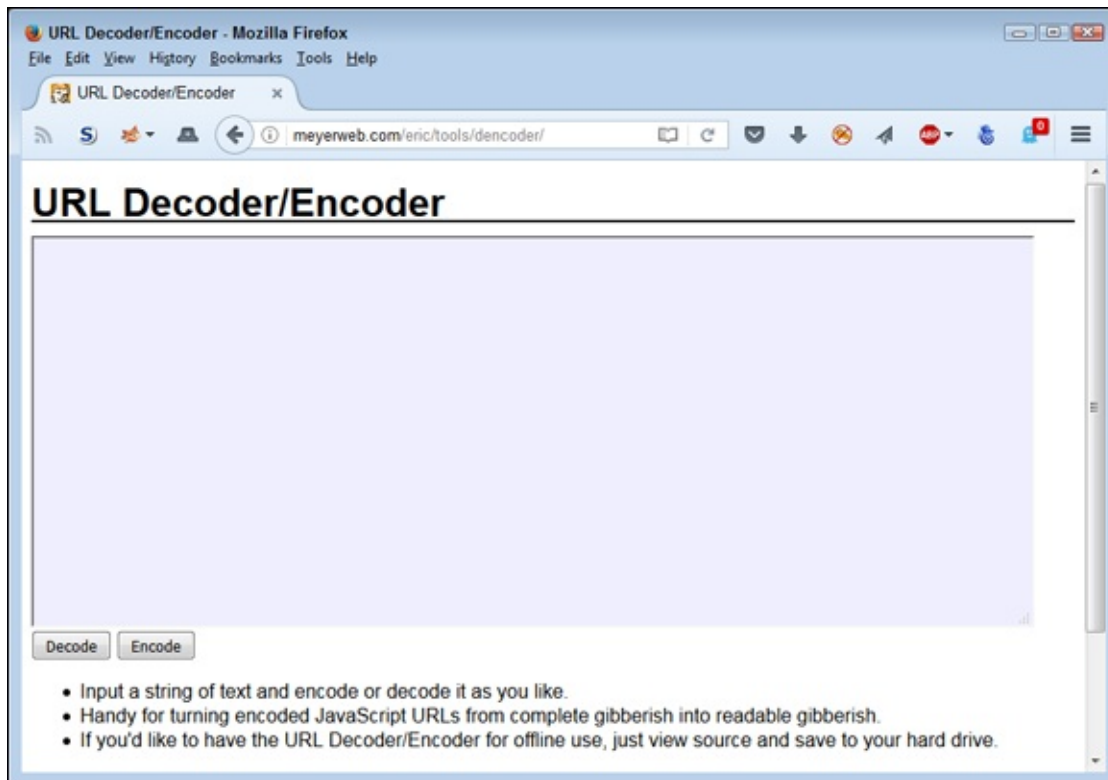 URL Decoder/Encoder - Mozilla Firefox
File Edit View History Bookmarks Tools Help
URL Decoder/Encoder ×
S) meyerweb.com/eric/tools/dencoder/ ABP 0
URL Decoder/Encoder
Decode Encode
• Input a string of text and encode or decode it as you like.
• Handy for turning encoded JavaScript URLs from complete gibberish into readable gibberish.
• If you'd like to have the URL Decoder/Encoder for offline use, just view source and save to your hard drive.